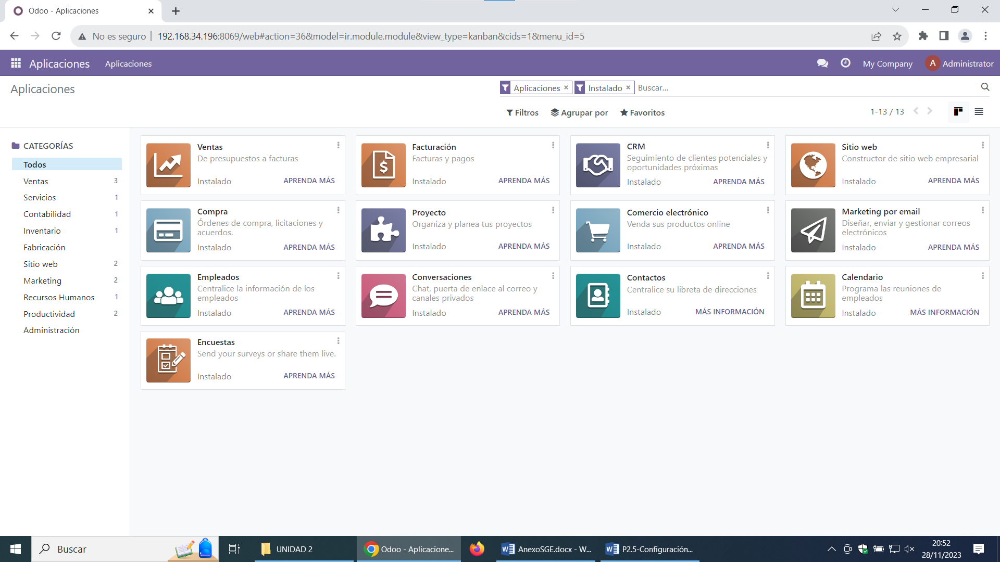 Odoo - Aplicaciones
No es seguro 192.168.34.196:8069/web#action=36&model=ir.module.module&view_type=kanban&cids=1&menu_id=5
Aplicaciones Aplicaciones My Company A Administrator
Aplicaciones
Aplicaciones × Instalado × Buscar...
Filtros Agrupar por Favoritos 1-13 / 13
CATEGORÍAS
Todos
Ventas 3
Servicios 1
Contabilidad 1
Inventario 1
Fabricación
Sitio web 2
Marketing 2
Recursos Humanos 1
Productividad 2
Administración
Ventas
De presupuestos a facturas
Instalado APRENDA MÁS
Facturación
Facturas y pagos
Instalado APRENDA MÁS
CRM
Seguimiento de clientes potenciales y
oportunidades próximas
Instalado APRENDA MÁS
Sitio web
Constructor de sitio web empresarial
Instalado APRENDA MÁS
Compra
Órdenes de compra, licitaciones y
acuerdos.
Instalado APRENDA MÁS
Proyecto
Organiza y planea tus proyectos
Instalado APRENDA MÁS
Comercio electrónico
Venda sus productos online
Instalado APRENDA MÁS
Marketing por email
Diseñar, enviar y gestionar correos
electrónicos
Instalado APRENDA MÁS
Empleados
Centralice la información de los
empleados
Instalado APRENDA MÁS
Conversaciones
Chat, puerta de enlace al correo y
canales privados
Instalado APRENDA MÁS
Contactos
Centralice su libreta de direcciones
Instalado MÁS INFORMACIÓN
Calendario
Programa las reuniones de
empleados
Instalado MÁS INFORMACIÓN
Encuestas
Send your surveys or share them live.
Instalado APRENDA MÁS
Buscar UNIDAD 2 Odoo - Aplicacione... AnexoSGE.docx - W... P2.5-Configuración... 20:52
28/11/2023